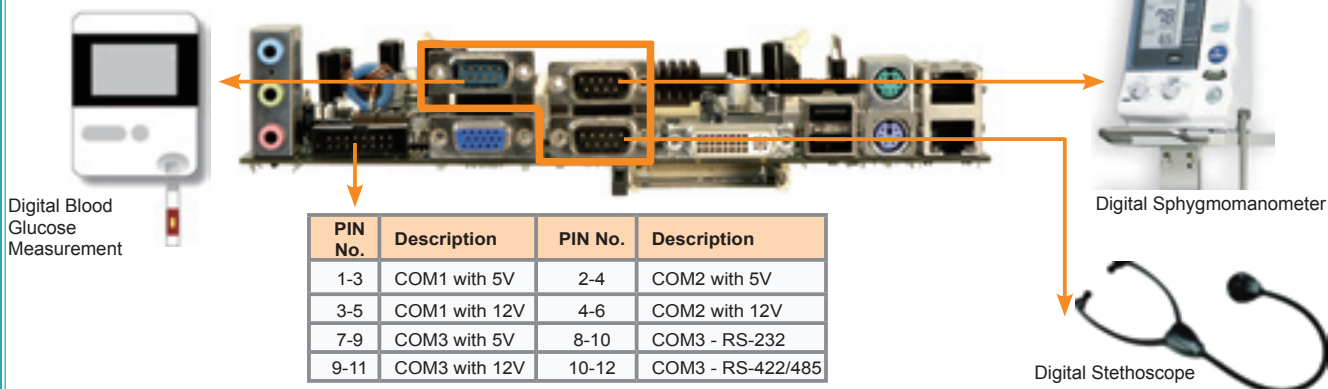 Digital Blood
Glucose
Measurement
Digital Sphygmomanometer
Digital Stethoscope
PIN No. Description PIN No. Description
1-3 COM1 with 5V 2-4 COM2 with 5V
3-5 COM1 with 12V 4-6 COM2 with 12V
7-9 COM3 with 5V 8-10 COM3 - RS-232
9-11 COM3 with 12V 10-12 COM3 - RS-422/485